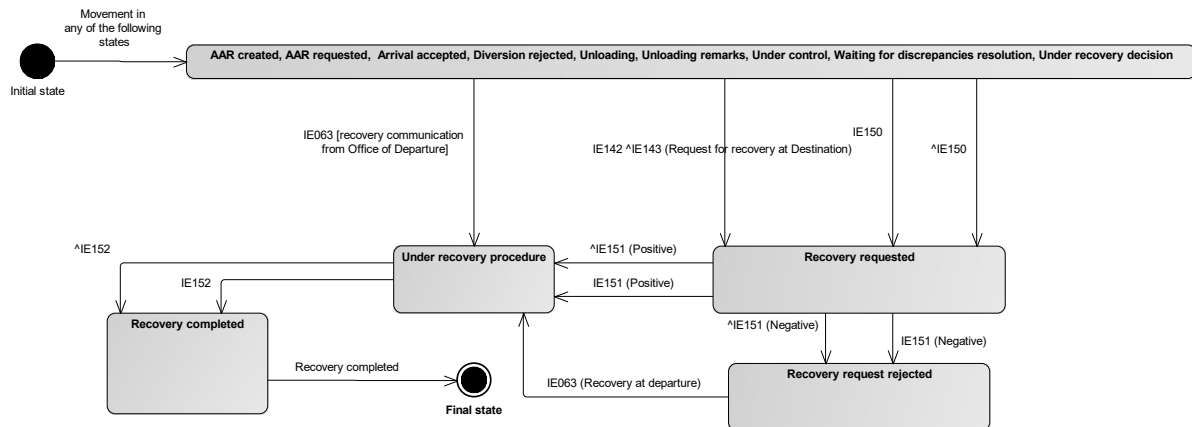 Movement in
any of the following
states
AAR created, AAR requested, Arrival accepted, Diversion rejected, Unloading, Unloading remarks, Under control, Waiting for discrepancies resolution, Under recovery decision
Initial state
IE063 [recovery communication
from Office of Departure]
IE142 ^IE143 (Request for recovery at Destination)
IE150
^IE150
^IE152
IE152
Under recovery procedure
^IE151 (Positive)
IE151 (Positive)
Recovery requested
Recovery completed
^IE151 (Negative)
IE151 (Negative)
Recovery completed
IE063 (Recovery at departure)
Recovery request rejected
Final state